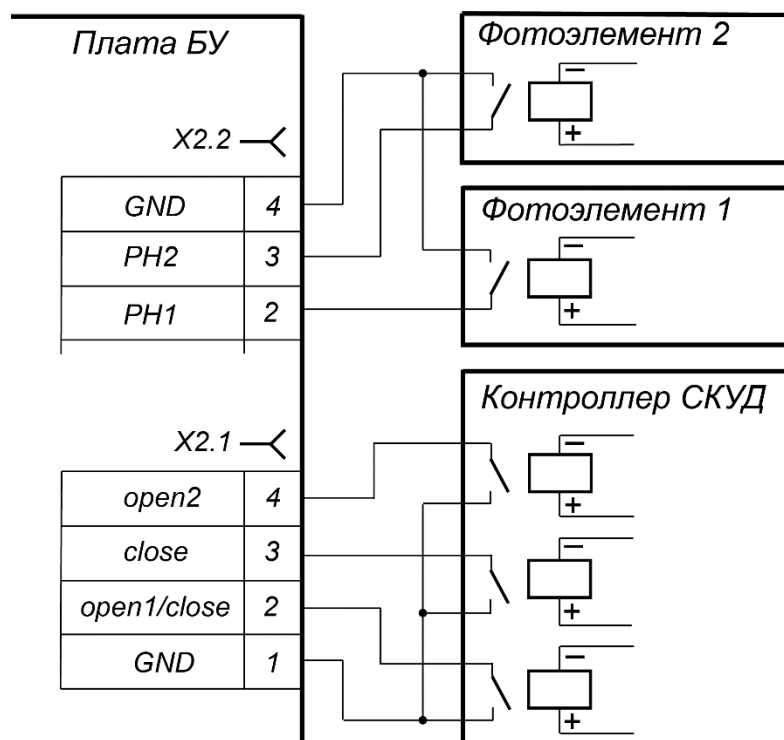 Плата БУ
X2.2
GND 4
PH2 3
PH1 2
X2.1
open2 4
close 3
open1/close 2
GND 1
Фотоэлемент 2
−
+
Фотоэлемент 1
−
+
Контроллер СКУД
−
+
−
+
−
+